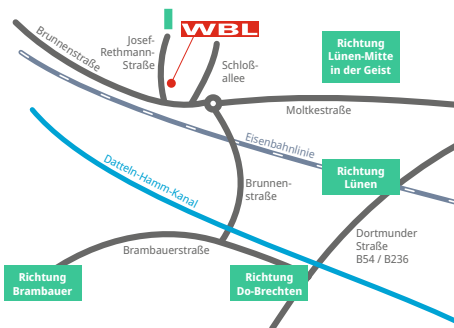 Brunnenstraße
Josef-
Rethmann-
Straße
WBL
Schloß-
allee
Richtung
Lünen-Mitte
in der Geist
Moltkestraße
Eisenbahnlinie
Datteln-Hamm-Kanal
Brunnen-
straße
Richtung
Lünen
Dortmunder
Straße
B54 / B236
Brambauerstraße
Richtung
Brambauer
Richtung
Do-Brechten